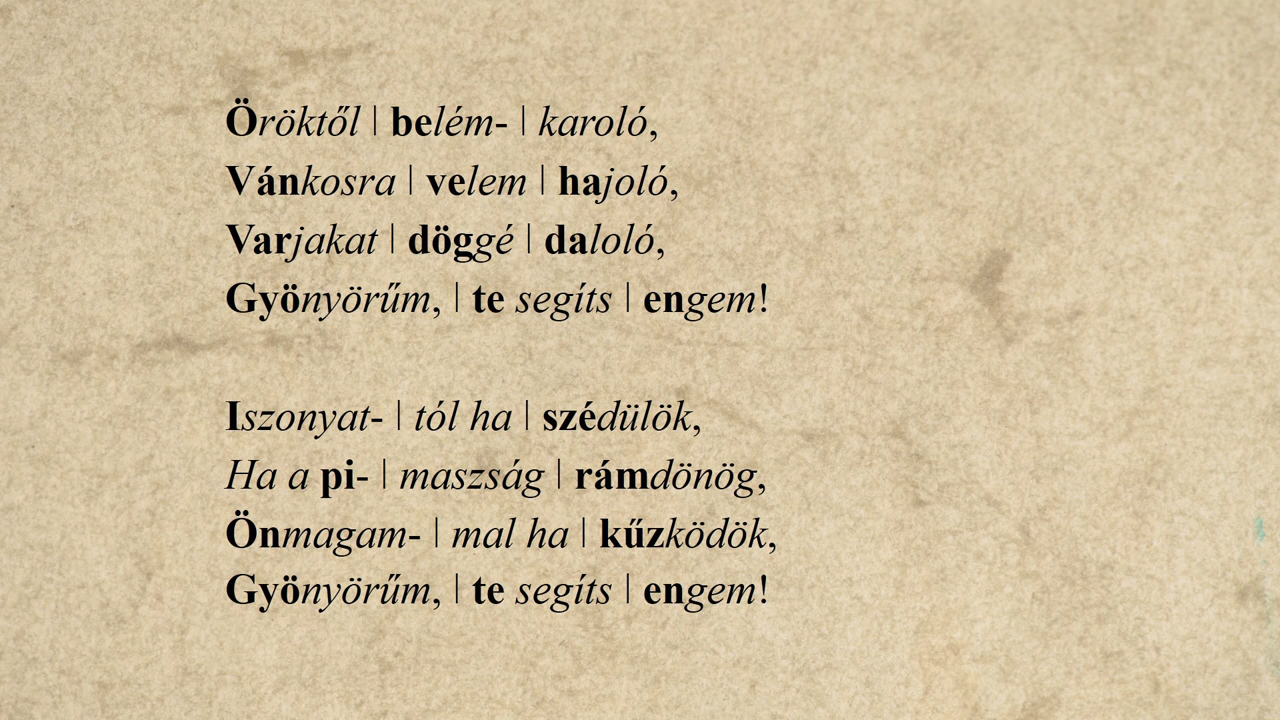 Öröktől | belém- | karoló,
Vánkosra | velem | hajoló,
Varjakat | döggé | daloló,
Gyönyörűm, | te segíts | engem!
Iszonyat- | tól ha | szédülök,
Ha a pi- | maszság | rámdönög,
Önmagam- | mal ha | kűzködök,
Gyönyörűm, | te segíts | engem!